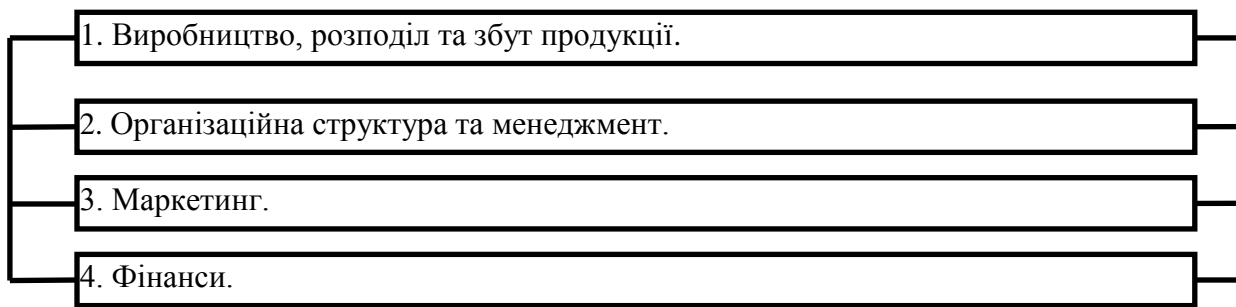 1. Виробництво, розподіл та збут продукції.
2. Організаційна структура та менеджмент.
3. Маркетинг.
4. Фінанси.